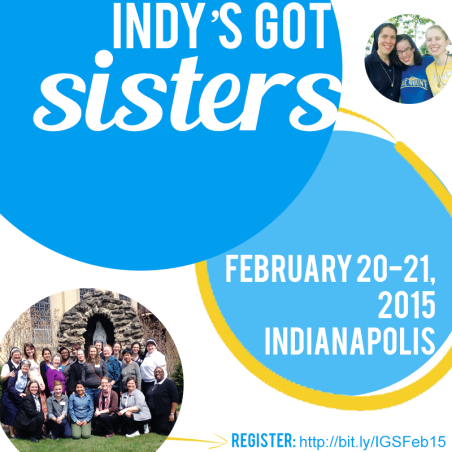 INDY'S GOT
sisters
FEBRUARY 20-21,
2015
INDIANAPOLIS
REGISTER: http://bit.ly/IGSFeb15